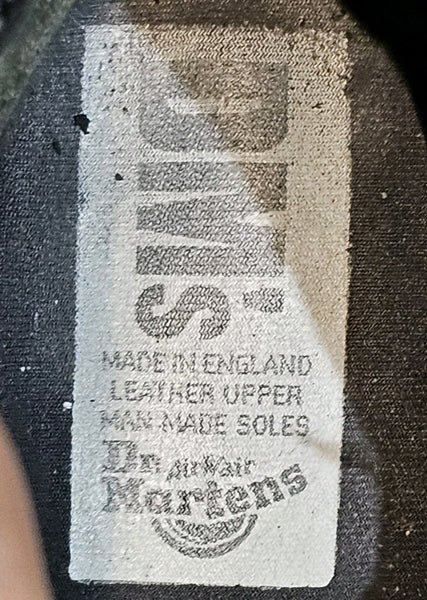 MADE IN ENGLAND
LEATHER UPPER
MAN-MADE SOLES
Dr AirWair
Martens